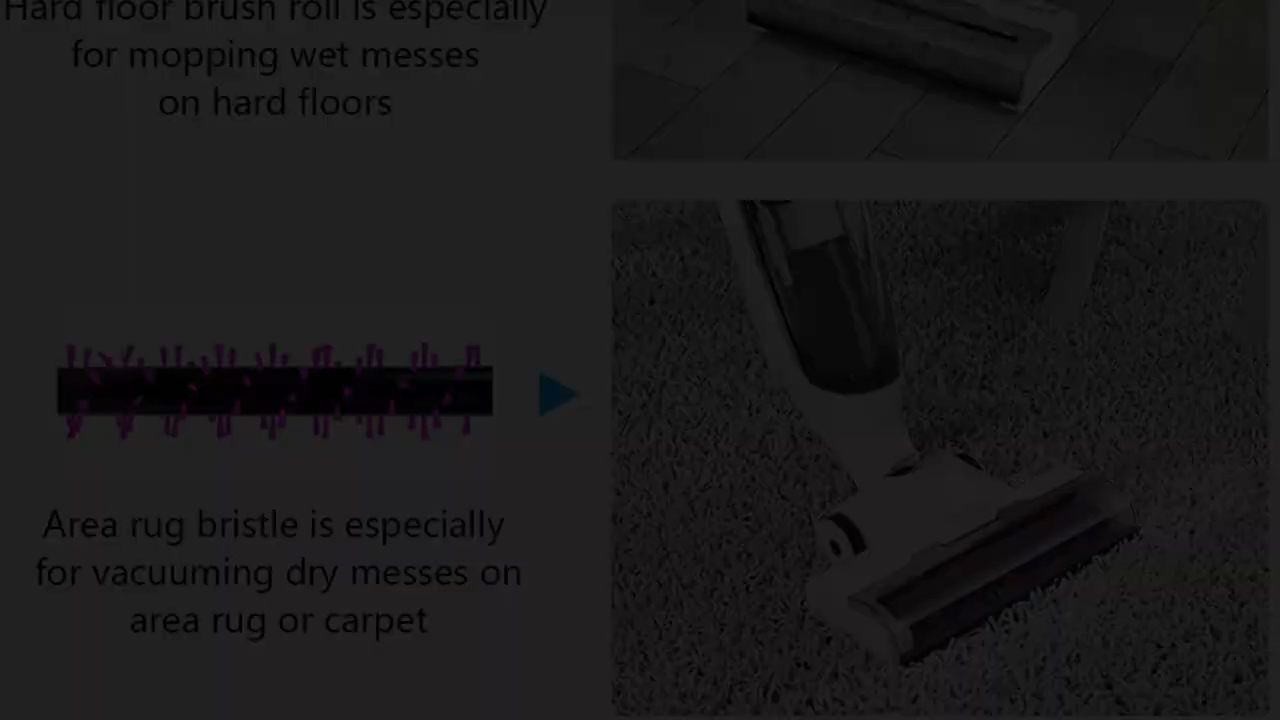 Hard floor brush roll is especially
for mopping wet messes
on hard floors
Area rug bristle is especially
for vacuuming dry messes on
area rug or carpet